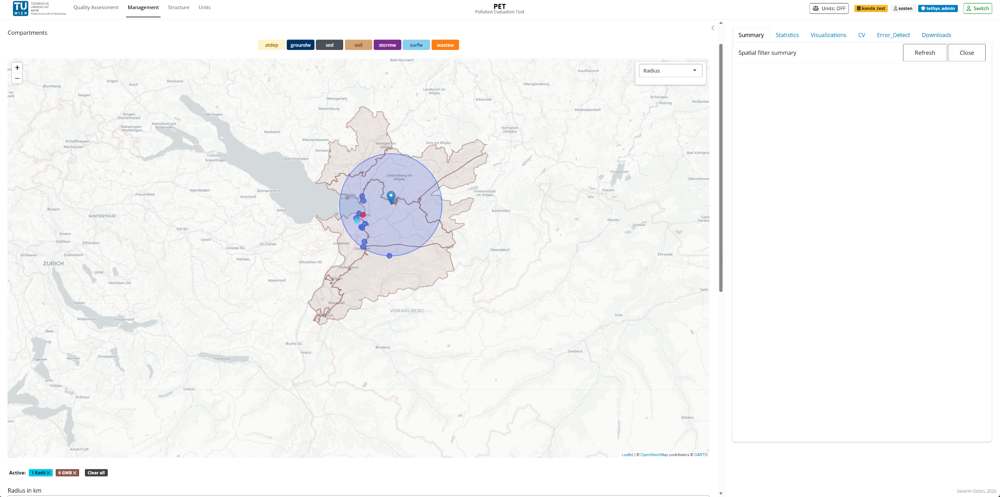 TU
WIEN
TECHNISCHE
UNIVERSITÄT
WIEN
Vienna University of Technology
Quality Assessment
Management
Structure
Units
PET
Pollution Evaluation Tool
Units: OFF
konda_test
sosten
tethys_admin
Switch
Compartments
atdep
groundw
sed
soil
stormw
surfw
wastew
+
−
Radius
Bad Wurzach
Kaufbeuren
Engen
Aach
Stockach
Blumberg
Tengen
Obergünzburg
Leutkirch im
Allgäu
Altusried
Weingarten
Ravensburg
Schongau
Peiting
Marktoberdorf
Überlingen
Singen
(Hohentwiel)
Rielasingen-
Worblingen
Radolfzell am
Bodensee
Markdorf
Kempten
(Allgäu)
Schaffhausen
Neuhausen
Meckenbeuren
Tettnang
Wangen im
Allgäu
Isny im Allgäu
Bad Kohlgru
Constance
Kreuzlingen
Friedrichshafen
Forggensee
Lindenberg im
Allgäu
Oberammer
Frauenfeld
Weinfelden
Romanshorn
Amriswil
Lindau
(Bodensee)
Immenstadt
im Allgäu
Füssen
Vils
Bülach
WINTERTHUR
Arbon
Sonthofen
Reutte
Plansee
Garm
Parten
Wil SG
Kloten
Opfikon
Effretikon
Uzwil
St. Gallen
Gossau SG
Lustenau
Schlieren
Dübendorf
Herisau
Oberstdorf
Ehrwald
ZURICH
Altstätten SG
Hohenems
Uster
Wetzikon ZH
Appenzell
Götzis
Telfs
Meilen
Rankweil
VORARLBERG
Wädenswil
Rapperswil
Imst
Baar
Zug
Buchs SG
Vaduz
Bludenz
Landeck
Zugersee
Ägerisee
Einsiedeln
Walensee
Arth
Goldau
Glarus
Schwyz
Sölden
Altdorf UR
Leaflet | © OpenStreetMap contributors © CARTO
Active:
1 Radii ×
6 GWB ×
Clear all
Radius in km
Summary
Statistics
Visualizations
CV
Error_Detect
Downloads
Spatial filter summary
Refresh
Close
Severin Osten, 2026